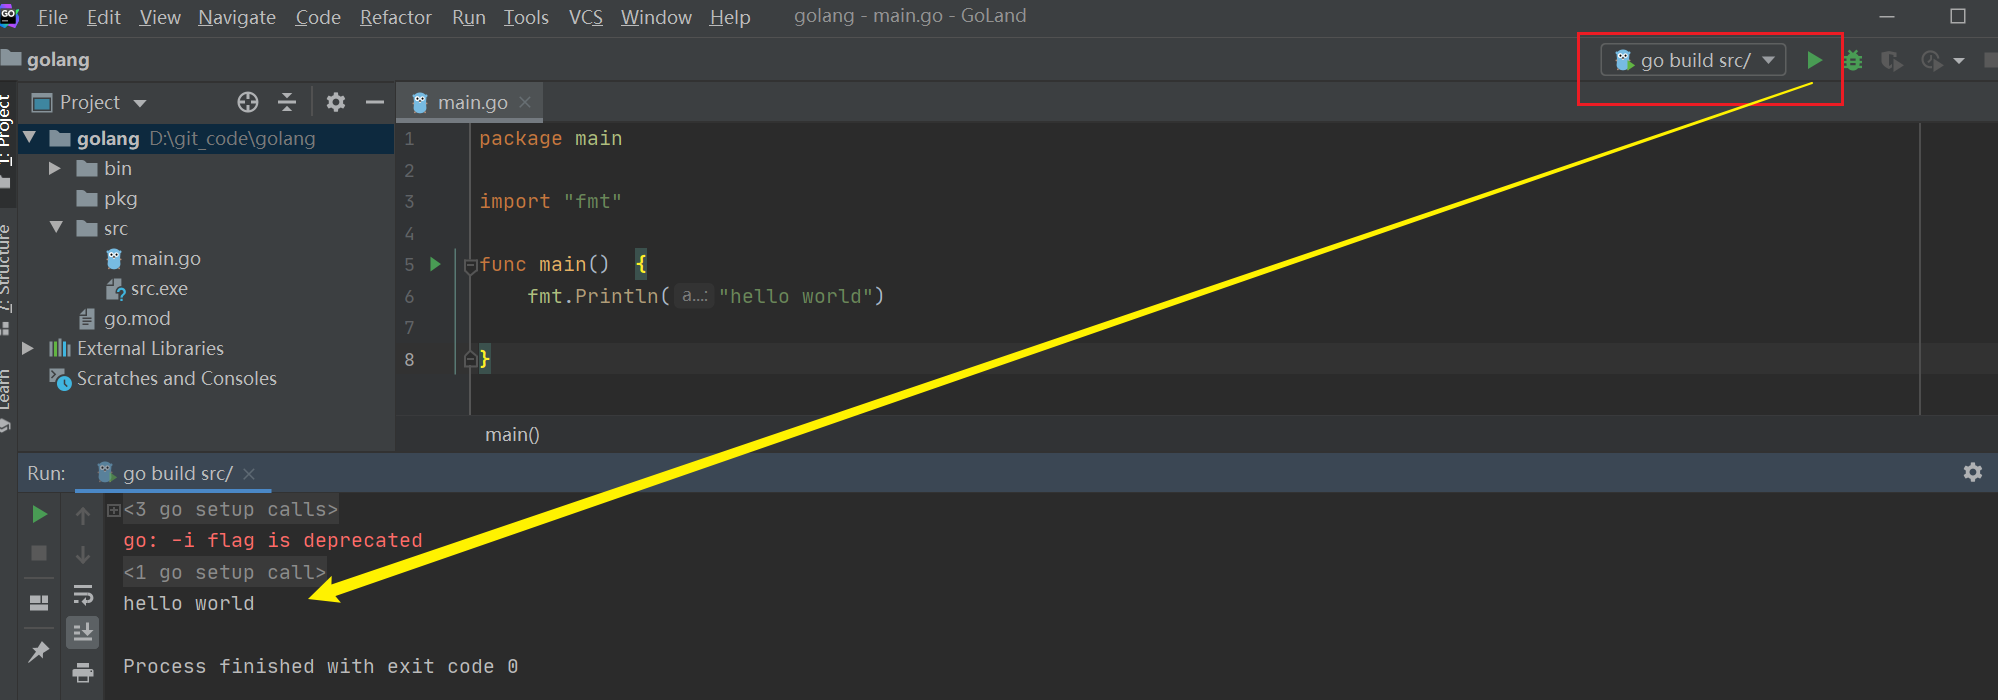 GO
File Edit View Navigate Code Refactor Run Tools VCS Window Help golang - main.go - GoLand
golang
go build src/
1: Project
Project
main.go
golang D:\git_code\golang
bin
pkg
src
main.go
src.exe
go.mod
External Libraries
Scratches and Consoles
7: Structure
Learn
1 package main
2
3 import "fmt"
4
5 func main() {
6 fmt.Println( a...: "hello world")
7
8 }
main()
Run: go build src/
<3 go setup calls>
go: -i flag is deprecated
<1 go setup call>
hello world
Process finished with exit code 0